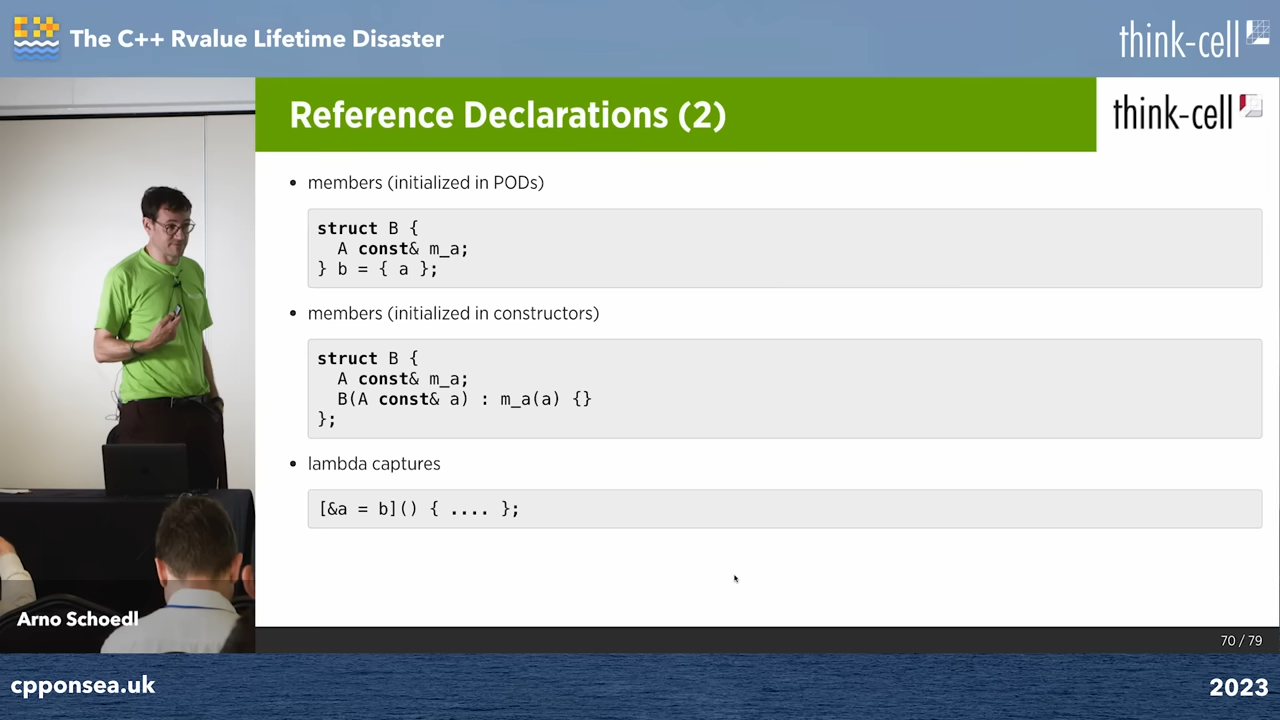 The C++ Rvalue Lifetime Disaster
think-cell
Reference Declarations (2)
think-cell
• members (initialized in PODs)
struct B {
  A const& m_a;
} b = { a };
• members (initialized in constructors)
struct B {
  A const& m_a;
  B(A const& a) : m_a(a) {}
};
• lambda captures
[&a = b]() { .... };
Arno Schoedl
70 / 79
cpponsea.uk
2023